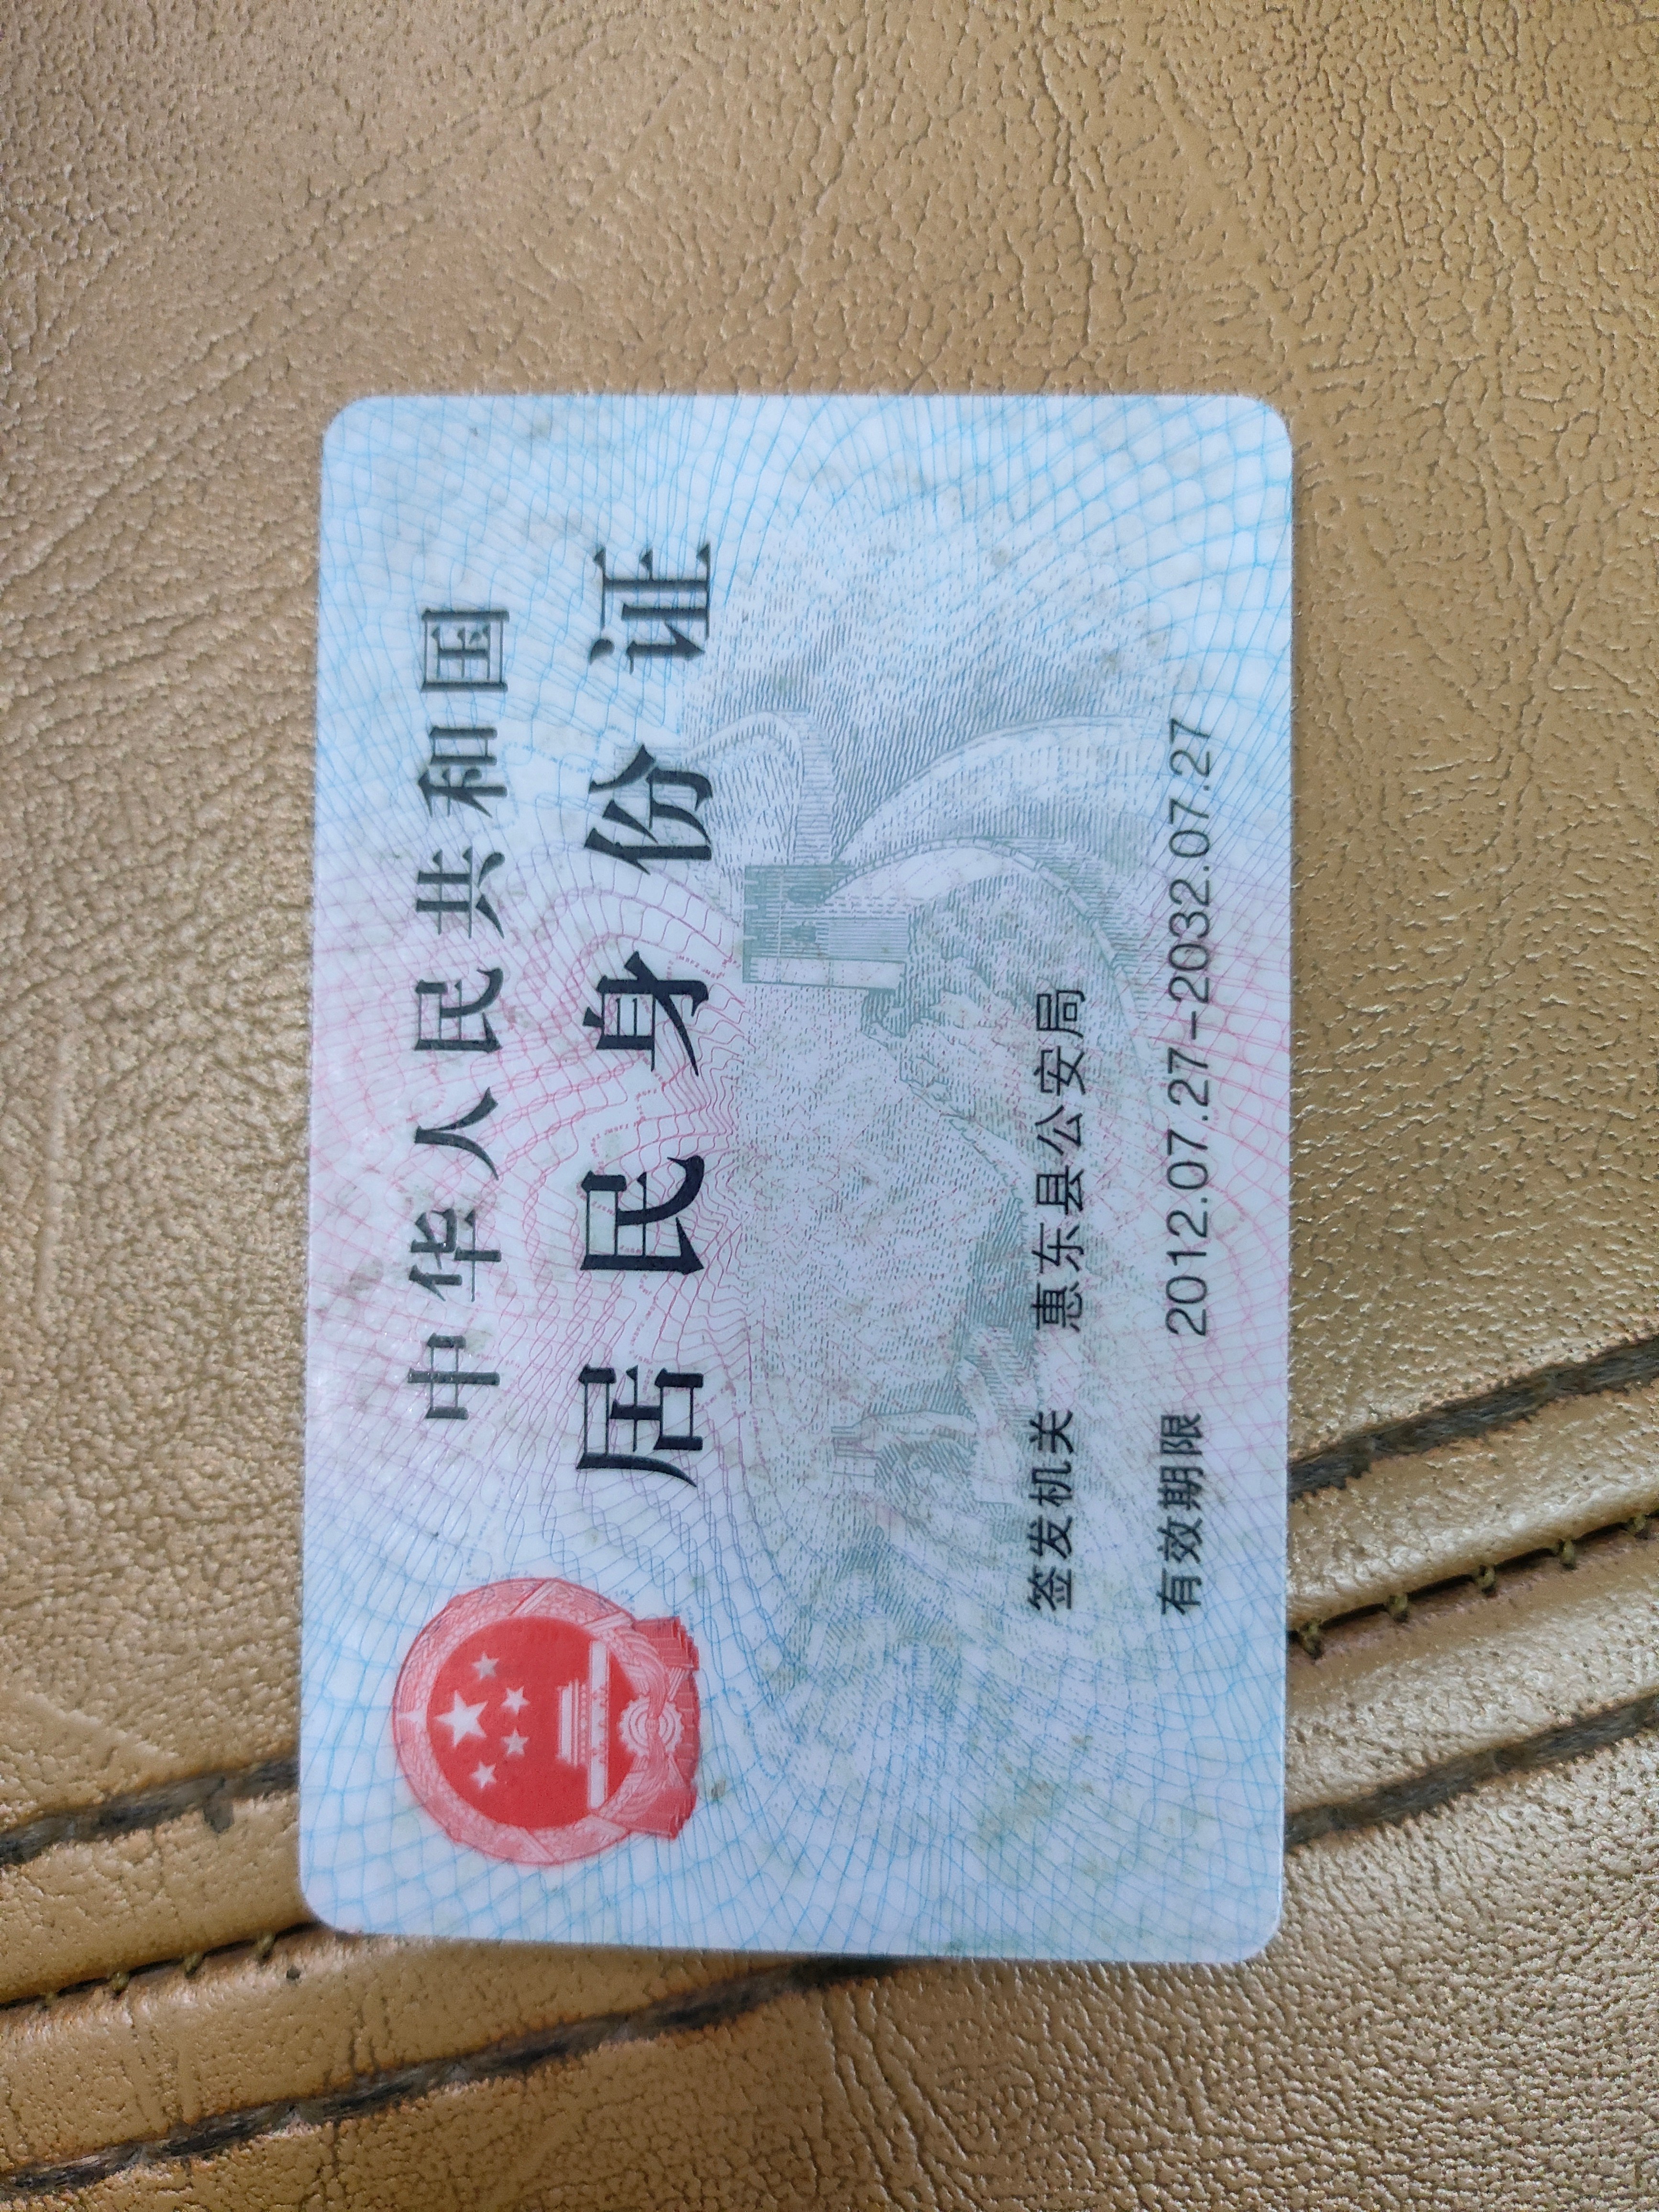 中华人民共和国
居民身份证
签发机关 惠东县公安局
有效期限 2012.07.27-2032.07.27